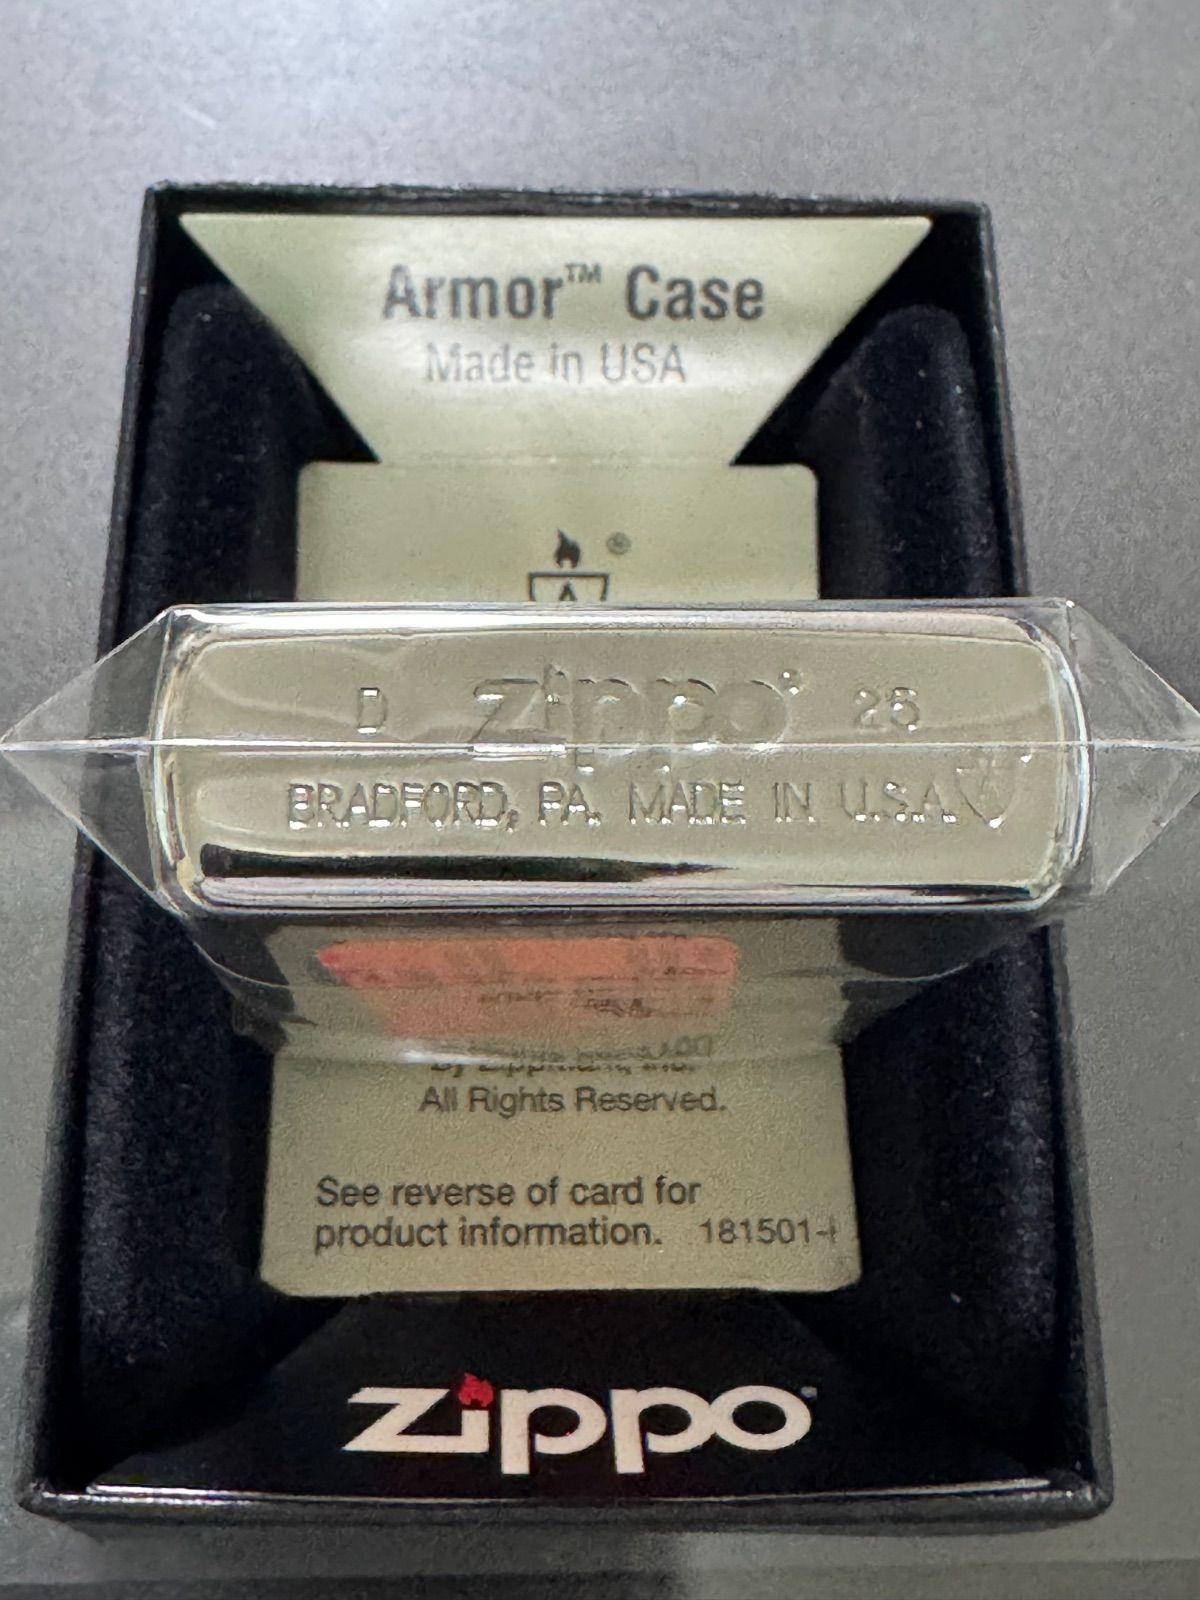 Armor™ Case
Made in USA
®
A
D zippo® 25
BRADFORD, PA. MADE IN U.S.A.
All Rights Reserved.
See reverse of card for
product information. 181501-
zippo